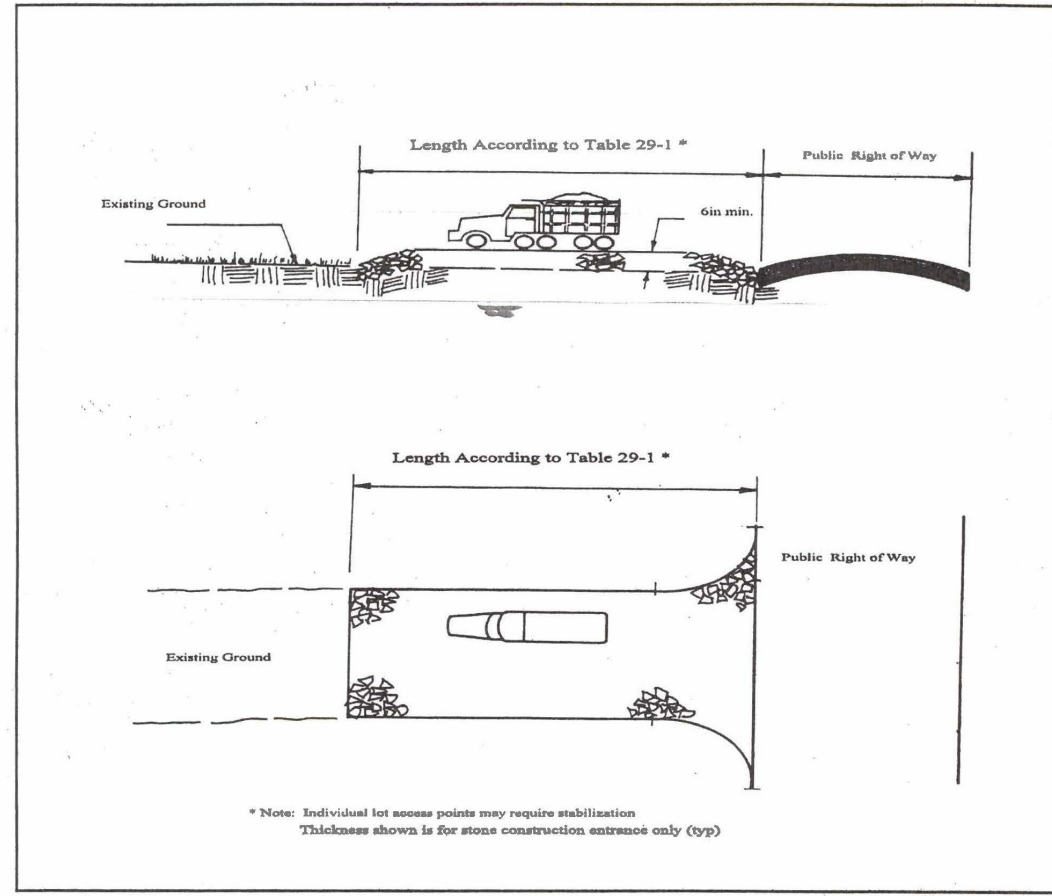 Length According to Table 29-1 *
Public Right of Way
Existing Ground
6in min.
Length According to Table 29-1 *
Public Right of Way
Existing Ground
* Note: Individual lot access points may require stabilization
Thickness shown is for stone construction entrance only (typ)